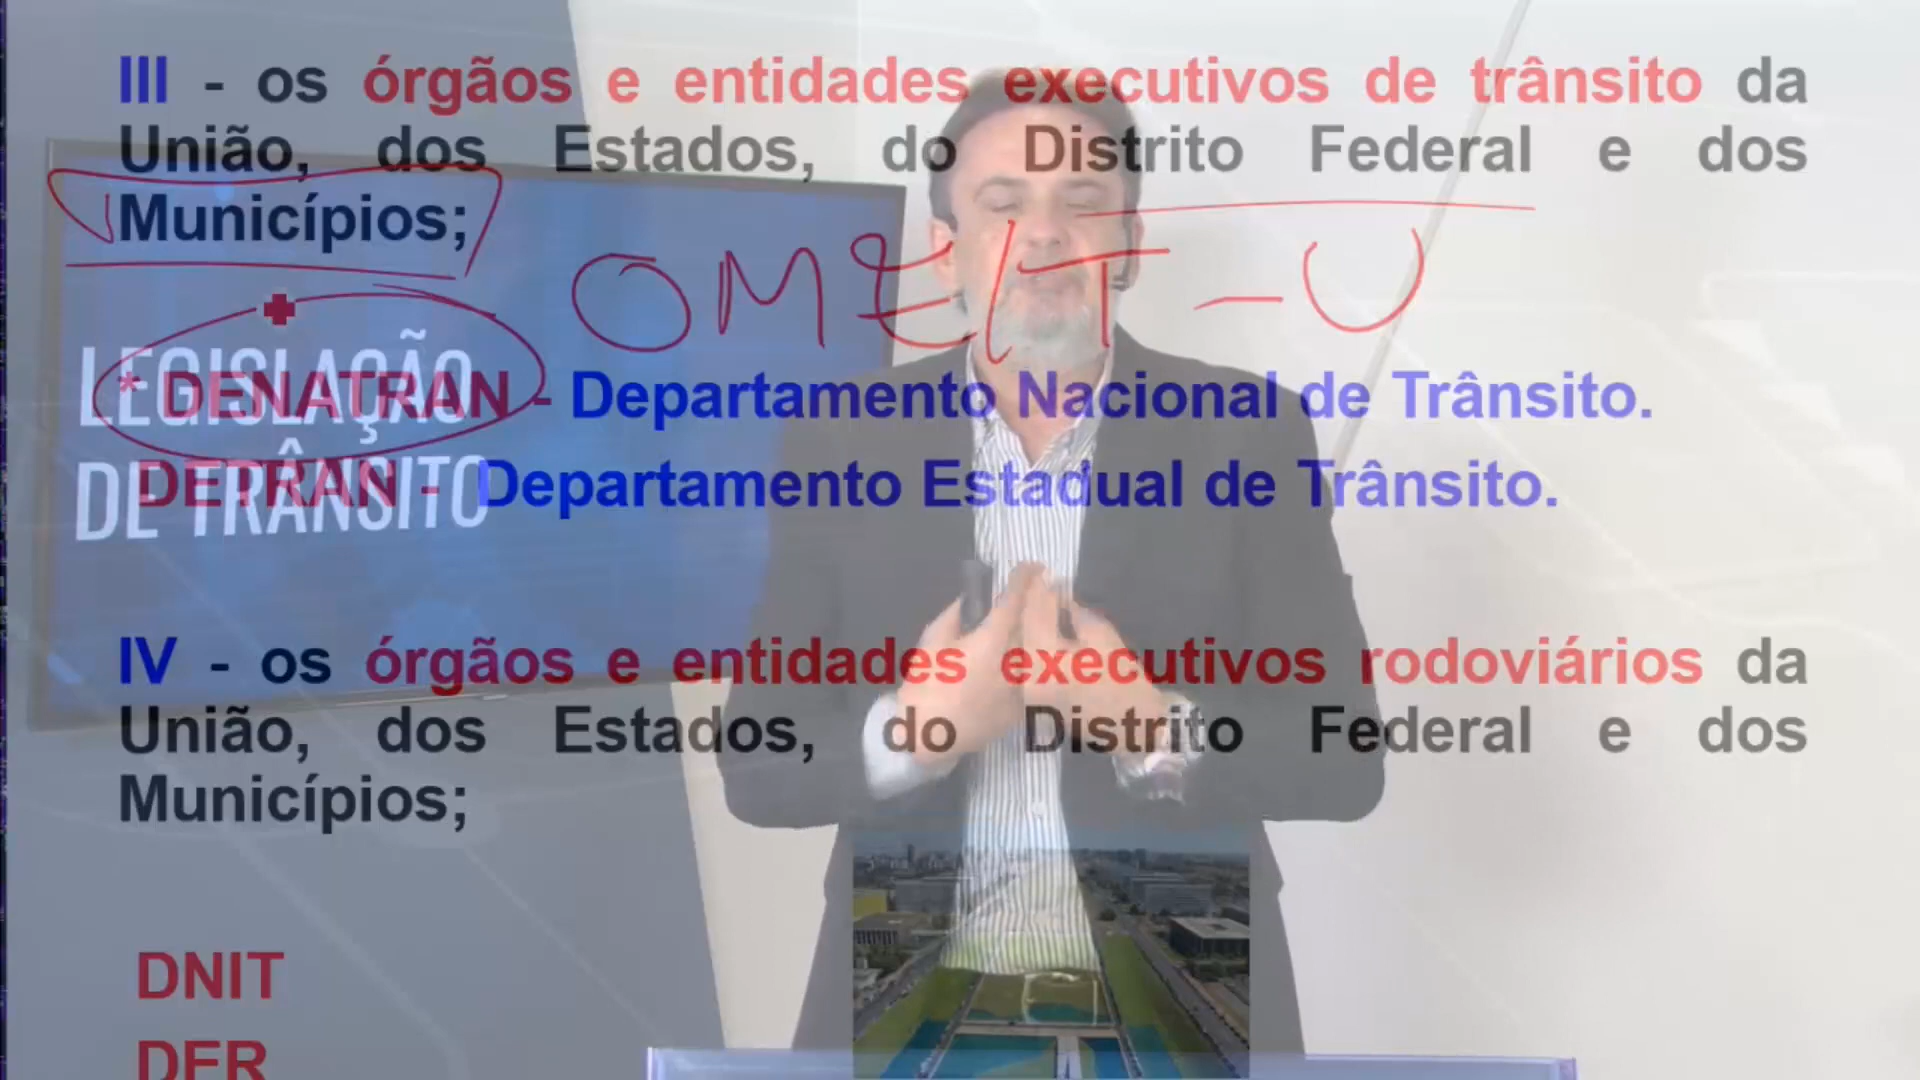 III - os órgãos e entidades executivos de trânsito da
União, dos Estados, do Distrito Federal e dos
Municípios;
OME/T-U
* DENATRAN - Departamento Nacional de Trânsito.
DETRAN - Departamento Estadual de Trânsito.
LEGISLAÇÃO
DE TRÂNSITO
IV - os órgãos e entidades executivos rodoviários da
União, dos Estados, do Distrito Federal e dos
Municípios;
DNIT
DER